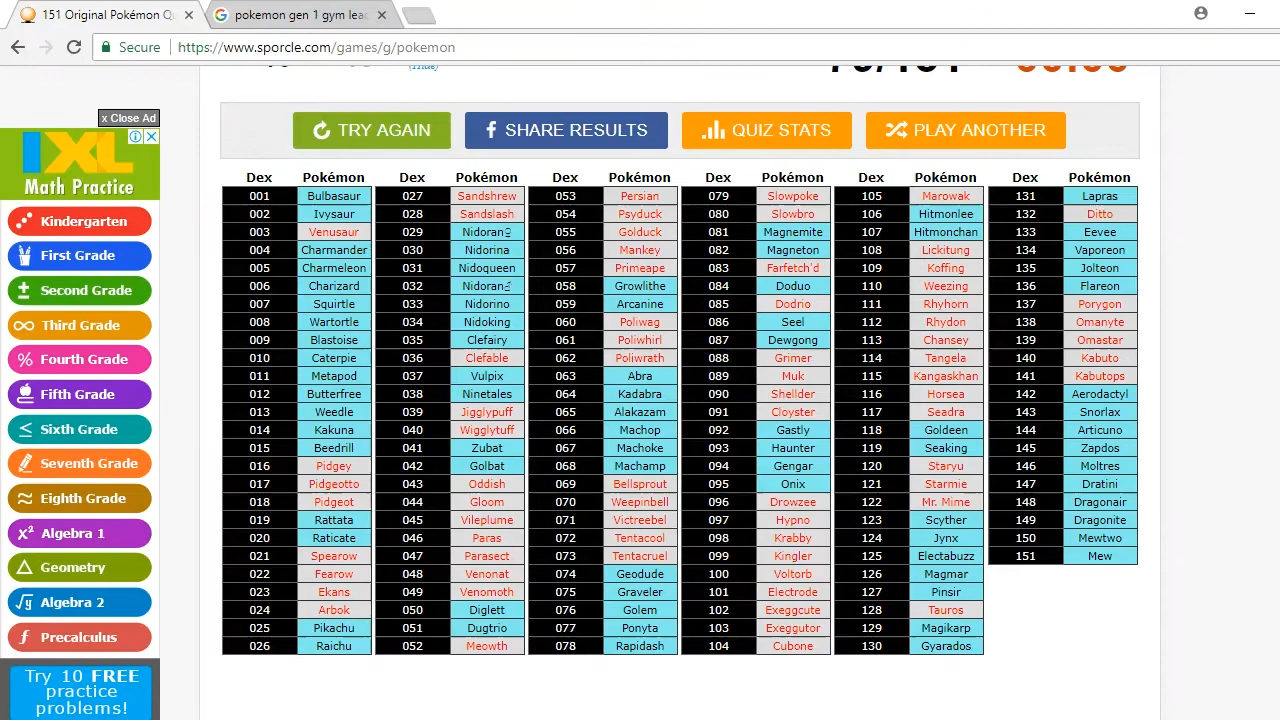 151 Original Pokémon Qu
pokemon gen 1 gym lead
Secure
https://www.sporcle.com/games/g/pokemon
x Close Ad
IXL
Math Practice
Kindergarten
First Grade
Second Grade
Third Grade
Fourth Grade
Fifth Grade
Sixth Grade
Seventh Grade
Eighth Grade
Algebra 1
Geometry
Algebra 2
Precalculus
Try 10 FREE
practice
problems!
TRY AGAIN SHARE RESULTS QUIZ STATS PLAY ANOTHER
Dex Pokémon Dex Pokémon Dex Pokémon Dex Pokémon Dex Pokémon Dex Pokémon
001 Bulbasaur 027 Sandshrew 053 Persian 079 Slowpoke 105 Marowak 131 Lapras
002 Ivysaur 028 Sandslash 054 Psyduck 080 Slowbro 106 Hitmonlee 132 Ditto
003 Venusaur 029 Nidoran♀ 055 Golduck 081 Magnemite 107 Hitmonchan 133 Eevee
004 Charmander 030 Nidorina 056 Mankey 082 Magneton 108 Lickitung 134 Vaporeon
005 Charmeleon 031 Nidoqueen 057 Primeape 083 Farfetch'd 109 Koffing 135 Jolteon
006 Charizard 032 Nidoran♂ 058 Growlithe 084 Doduo 110 Weezing 136 Flareon
007 Squirtle 033 Nidorino 059 Arcanine 085 Dodrio 111 Rhyhorn 137 Porygon
008 Wartortle 034 Nidoking 060 Poliwag 086 Seel 112 Rhydon 138 Omanyte
009 Blastoise 035 Clefairy 061 Poliwhirl 087 Dewgong 113 Chansey 139 Omastar
010 Caterpie 036 Clefable 062 Poliwrath 088 Grimer 114 Tangela 140 Kabuto
011 Metapod 037 Vulpix 063 Abra 089 Muk 115 Kangaskhan 141 Kabutops
012 Butterfree 038 Ninetales 064 Kadabra 090 Shellder 116 Horsea 142 Aerodactyl
013 Weedle 039 Jigglypuff 065 Alakazam 091 Cloyster 117 Seadra 143 Snorlax
014 Kakuna 040 Wigglytuff 066 Machop 092 Gastly 118 Goldeen 144 Articuno
015 Beedrill 041 Zubat 067 Machoke 093 Haunter 119 Seaking 145 Zapdos
016 Pidgey 042 Golbat 068 Machamp 094 Gengar 120 Staryu 146 Moltres
017 Pidgeotto 043 Oddish 069 Bellsprout 095 Onix 121 Starmie 147 Dratini
018 Pidgeot 044 Gloom 070 Weepinbell 096 Drowzee 122 Mr. Mime 148 Dragonair
019 Rattata 045 Vileplume 071 Victreebel 097 Hypno 123 Scyther 149 Dragonite
020 Raticate 046 Paras 072 Tentacool 098 Krabby 124 Jynx 150 Mewtwo
021 Spearow 047 Parasect 073 Tentacruel 099 Kingler 125 Electabuzz 151 Mew
022 Fearow 048 Venonat 074 Geodude 100 Voltorb 126 Magmar
023 Ekans 049 Venomoth 075 Graveler 101 Electrode 127 Pinsir
024 Arbok 050 Diglett 076 Golem 102 Exeggcute 128 Tauros
025 Pikachu 051 Dugtrio 077 Ponyta 103 Exeggutor 129 Magikarp
026 Raichu 052 Meowth 078 Rapidash 104 Cubone 130 Gyarados